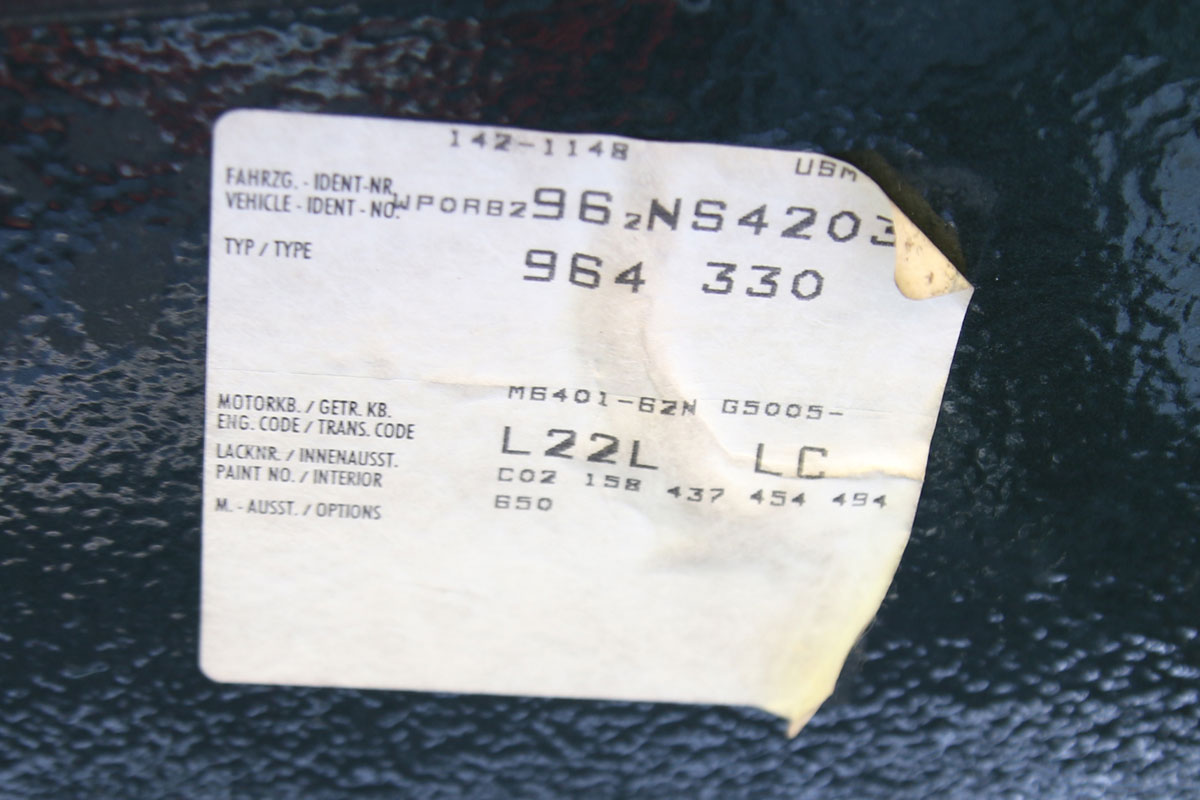 142-1148 USM
FAHRZG. - IDENT-NR.
VEHICLE - IDENT - NO. WP0AB2962NS4203
TYP / TYPE 964 330
MOTORKB. / GETR. KB. M6401-62N G5005-
ENG. CODE / TRANS. CODE
LACKNR. / INNENAUSST. L22L LC
PAINT NO. / INTERIOR C02 158 437 454 494
M. - AUSST. / OPTIONS 650